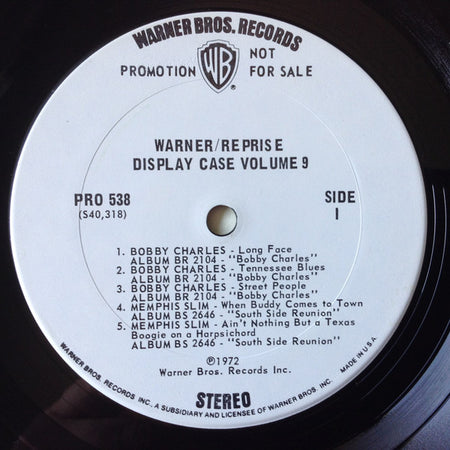 WARNER BROS. RECORDS
PROMOTION WB NOT FOR SALE
WARNER/REPRISE
DISPLAY CASE VOLUME 9
PRO 538 SIDE
(S40,318) I
1. BOBBY CHARLES - Long Face
ALBUM BR 2104 - "Bobby Charles"
2. BOBBY CHARLES - Tennessee Blues
ALBUM BR 2104 - "Bobby Charles"
3. BOBBY CHARLES - Street People
ALBUM BR 2104 - "Bobby Charles"
4. MEMPHIS SLIM - When Buddy Comes to Town
ALBUM BS 2646 - "South Side Reunion"
5. MEMPHIS SLIM - Ain't Nothing But a Texas
Boogie on a Harpsichord
ALBUM BS 2646 - "South Side Reunion"
℗1972
Warner Bros. Records Inc.
STEREO
WARNER BROS. RECORDS INC., A SUBSIDIARY AND LICENSEE OF WARNER BROS. INC. MADE IN U.S.A.